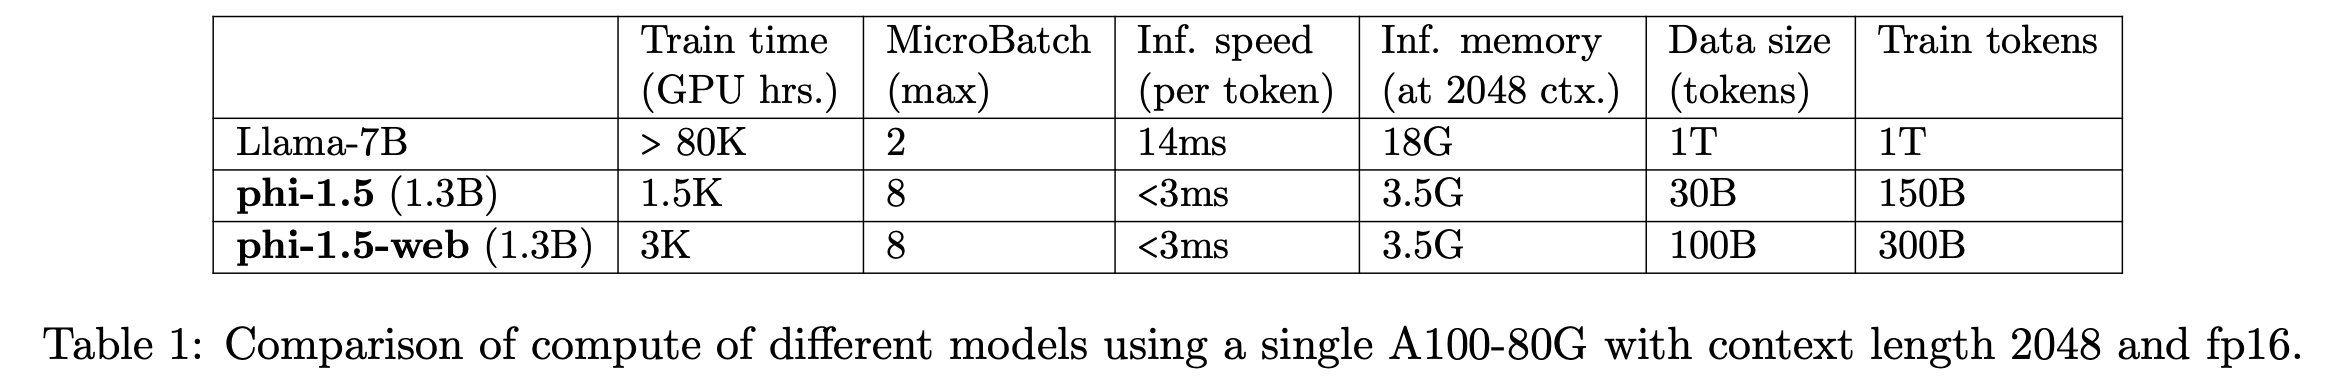 Train time MicroBatch Inf. speed Inf. memory Data size Train tokens
(GPU hrs.) (max) (per token) (at 2048 ctx.) (tokens)
Llama-7B > 80K 2 14ms 18G 1T 1T
phi-1.5 (1.3B) 1.5K 8 <3ms 3.5G 30B 150B
phi-1.5-web (1.3B) 3K 8 <3ms 3.5G 100B 300B
Table 1: Comparison of compute of different models using a single A100-80G with context length 2048 and fp16.